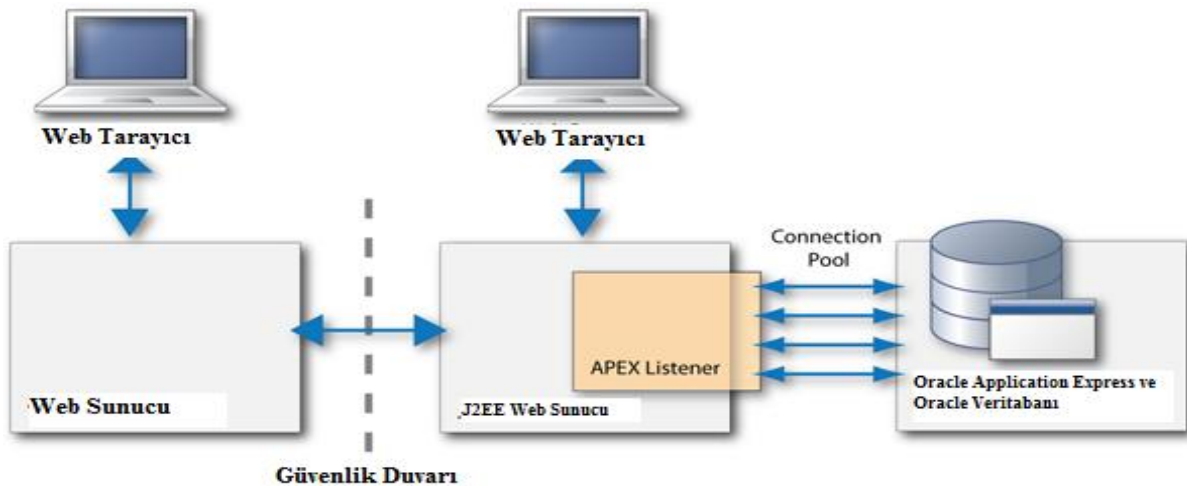 Web Tarayıcı
Web Tarayıcı
Connection
Pool
APEX Listener
Web Sunucu
J2EE Web Sunucu
Oracle Application Express ve
Oracle Veritabanı
Güvenlik Duvarı